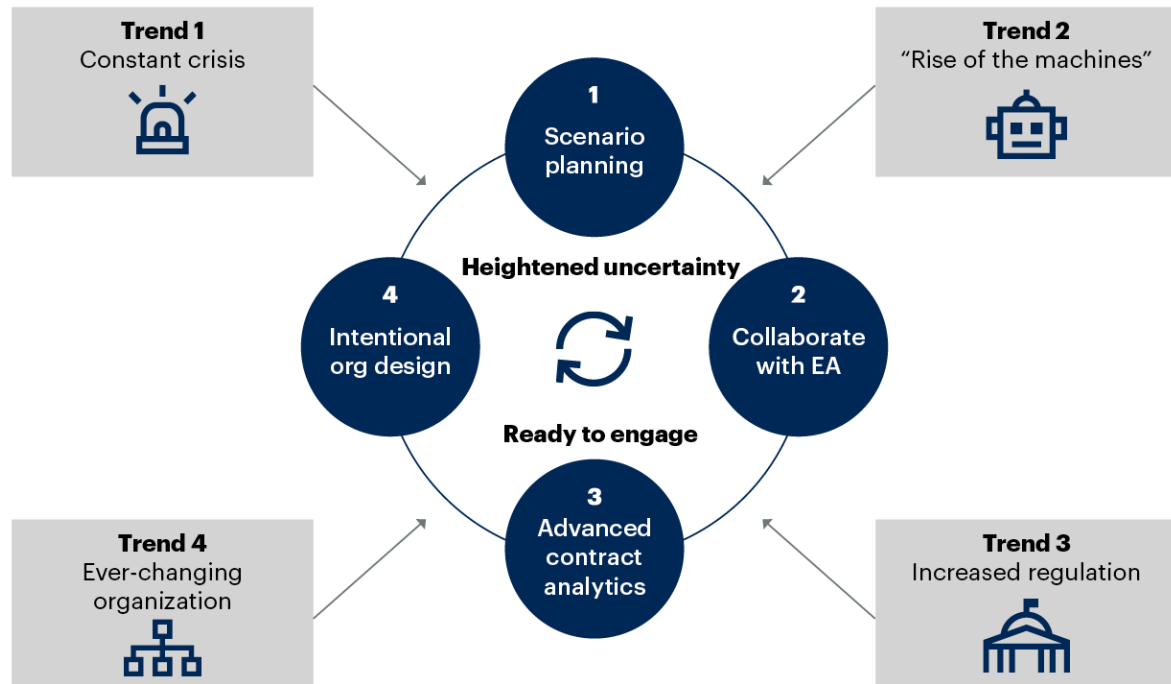 Trend 1
Constant crisis
Trend 2
“Rise of the machines”
1
Scenario
planning
Heightened uncertainty
4
Intentional
org design
2
Collaborate
with EA
Ready to engage
3
Advanced
contract
analytics
Trend 4
Ever-changing
organization
Trend 3
Increased regulation